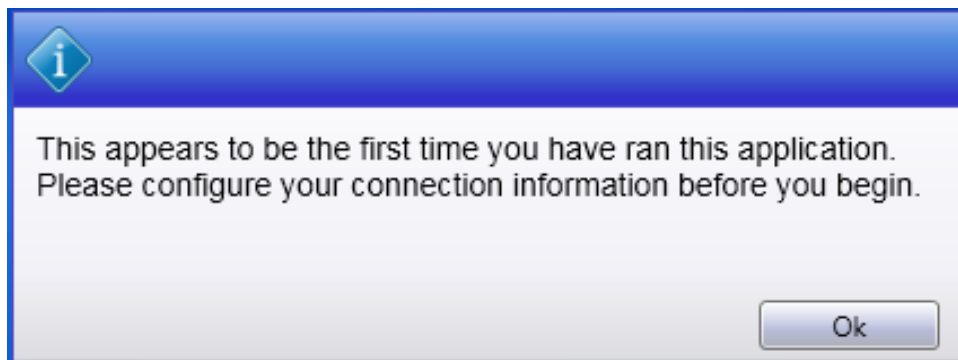 This appears to be the first time you have ran this application.
Please configure your connection information before you begin.
Ok